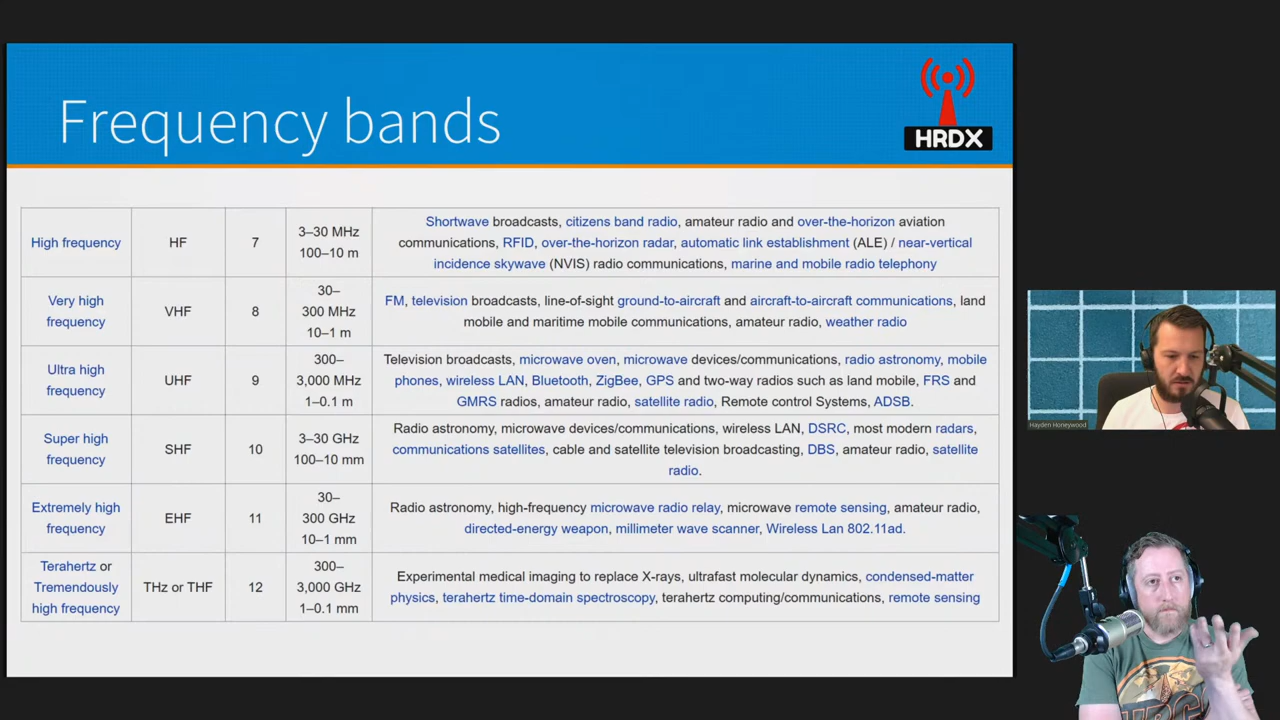 Frequency bands
HRDX
High frequency
HF
7
3–30 MHz
100–10 m
Shortwave broadcasts, citizens band radio, amateur radio and over-the-horizon aviation
communications, RFID, over-the-horizon radar, automatic link establishment (ALE) / near-vertical
incidence skywave (NVIS) radio communications, marine and mobile radio telephony
Very high
frequency
VHF
8
30–
300 MHz
10–1 m
FM, television broadcasts, line-of-sight ground-to-aircraft and aircraft-to-aircraft communications, land
mobile and maritime mobile communications, amateur radio, weather radio
Ultra high
frequency
UHF
9
300–
3,000 MHz
1–0.1 m
Television broadcasts, microwave oven, microwave devices/communications, radio astronomy, mobile
phones, wireless LAN, Bluetooth, ZigBee, GPS and two-way radios such as land mobile, FRS and
GMRS radios, amateur radio, satellite radio, Remote control Systems, ADSB.
Super high
frequency
SHF
10
3–30 GHz
100–10 mm
Radio astronomy, microwave devices/communications, wireless LAN, DSRC, most modern radars,
communications satellites, cable and satellite television broadcasting, DBS, amateur radio, satellite
radio.
Extremely high
frequency
EHF
11
30–
300 GHz
10–1 mm
Radio astronomy, high-frequency microwave radio relay, microwave remote sensing, amateur radio,
directed-energy weapon, millimeter wave scanner, Wireless Lan 802.11ad.
Terahertz or
Tremendously
high frequency
THz or THF
12
300–
3,000 GHz
1–0.1 mm
Experimental medical imaging to replace X-rays, ultrafast molecular dynamics, condensed-matter
physics, terahertz time-domain spectroscopy, terahertz computing/communications, remote sensing
Hayden Honeywood